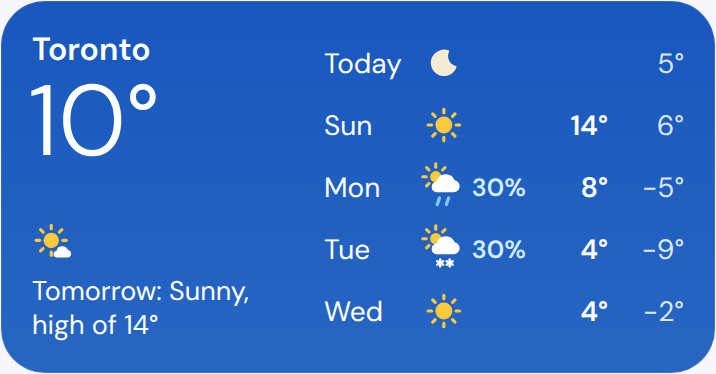 Toronto
10°
Tomorrow: Sunny,
high of 14°
Today 5°
Sun 14° 6°
Mon 30% 8° -5°
Tue 30% 4° -9°
Wed 4° -2°